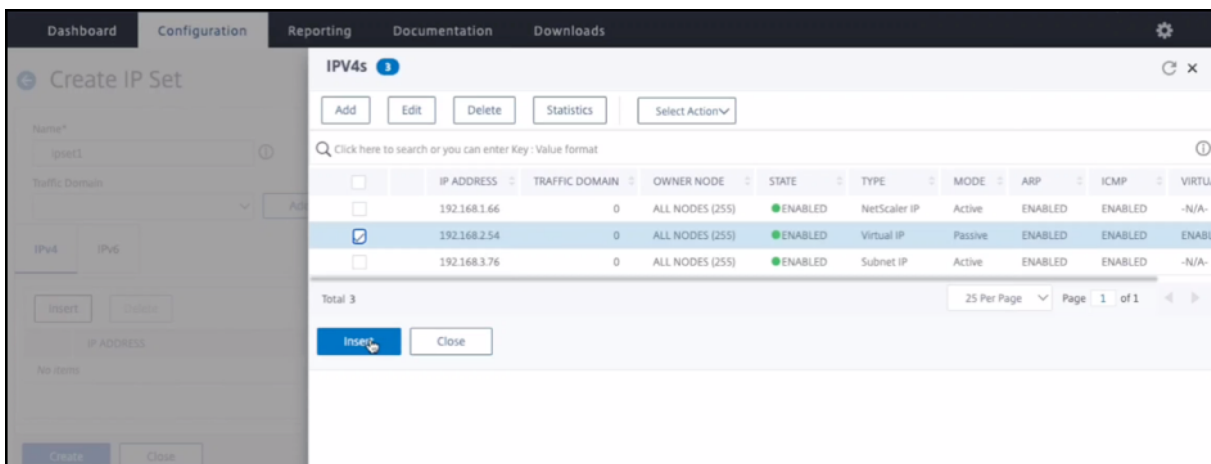 Dashboard Configuration Reporting Documentation Downloads
Create IP Set
Name*
ipset1
Traffic Domain
Add
IPv4 IPv6
Insert Delete
IP ADDRESS
No items
Create Close
IPV4s 3
Add Edit Delete Statistics Select Action
Click here to search or you can enter Key : Value format
IP ADDRESS TRAFFIC DOMAIN OWNER NODE STATE TYPE MODE ARP ICMP VIRTU
192.168.1.66 0 ALL NODES (255) ENABLED NetScaler IP Active ENABLED ENABLED -N/A-
192.168.2.54 0 ALL NODES (255) ENABLED Virtual IP Passive ENABLED ENABLED ENABL
192.168.3.76 0 ALL NODES (255) ENABLED Subnet IP Active ENABLED ENABLED -N/A-
Total 3 25 Per Page Page 1 of 1
Insert Close